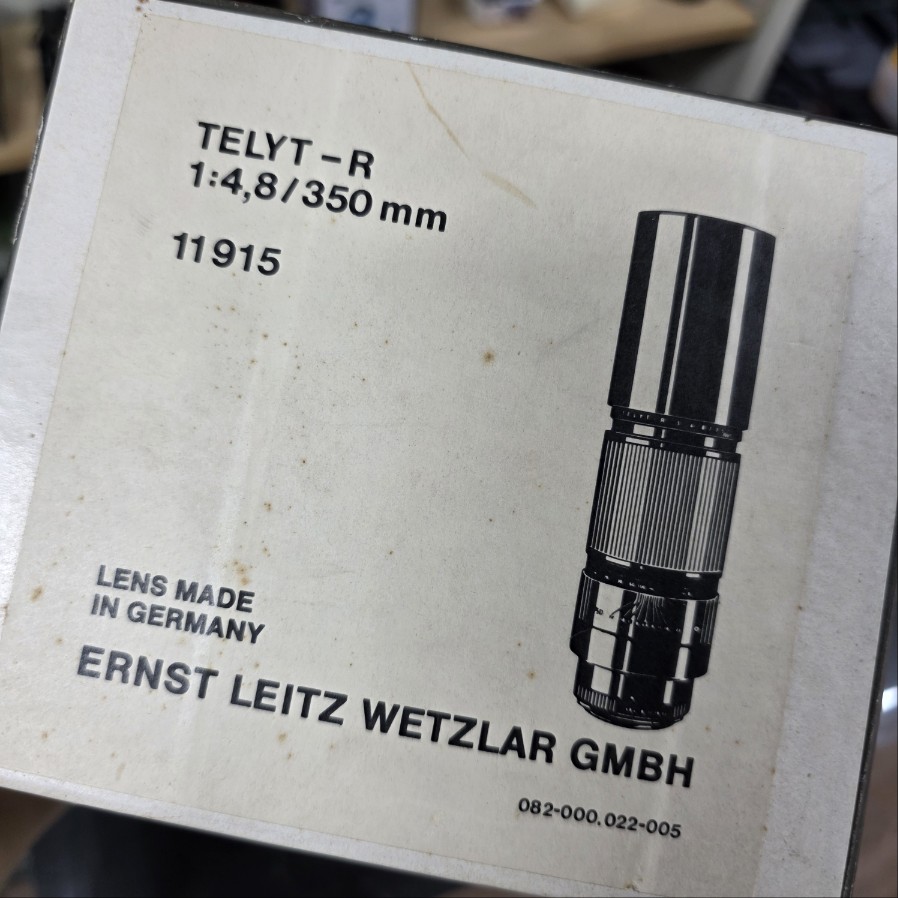 TELYT-R
1:4,8/350 mm
11915
LENS MADE
IN GERMANY
ERNST LEITZ WETZLAR GMBH
082-000.022-005